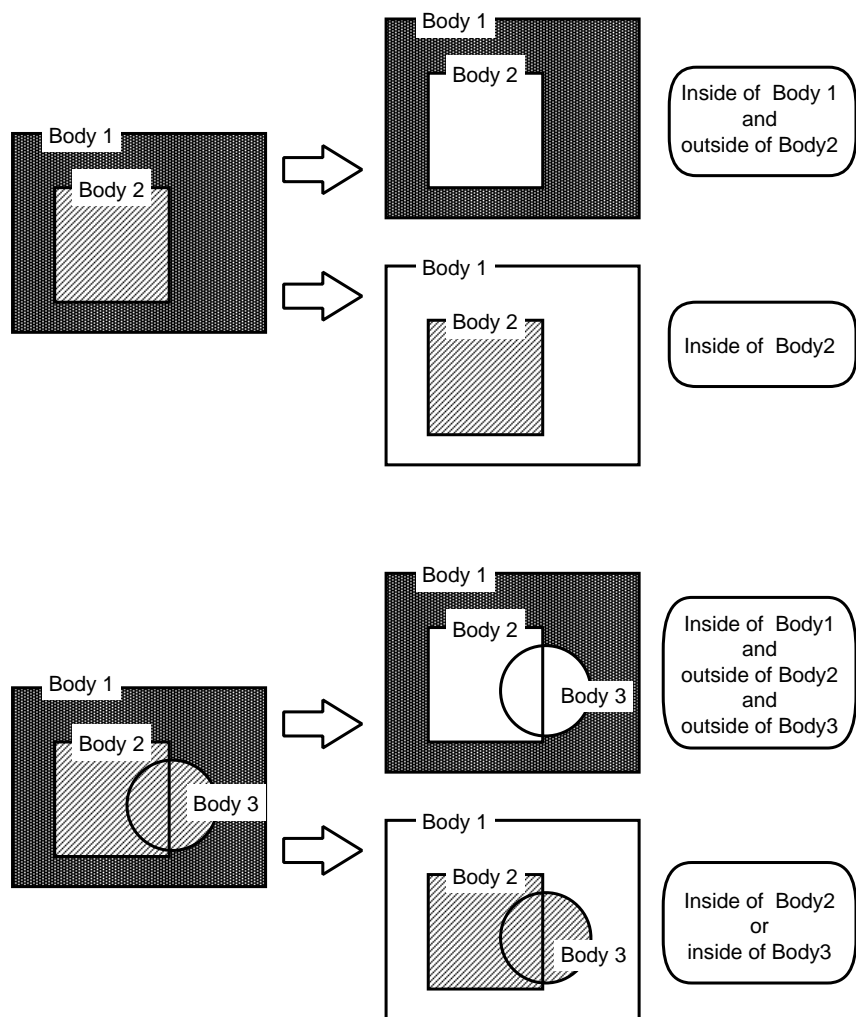 Body 1
Body 2
Body 1
Body 2
Inside of  Body 1
and
outside of Body2
Body 1
Body 2
Inside of  Body2
Body 1
Body 2
Body 3
Body 1
Body 2
Body 3
Inside of  Body1
and
outside of Body2
and
outside of Body3
Body 1
Body 2
Body 3
Inside of  Body2
or
inside of Body3